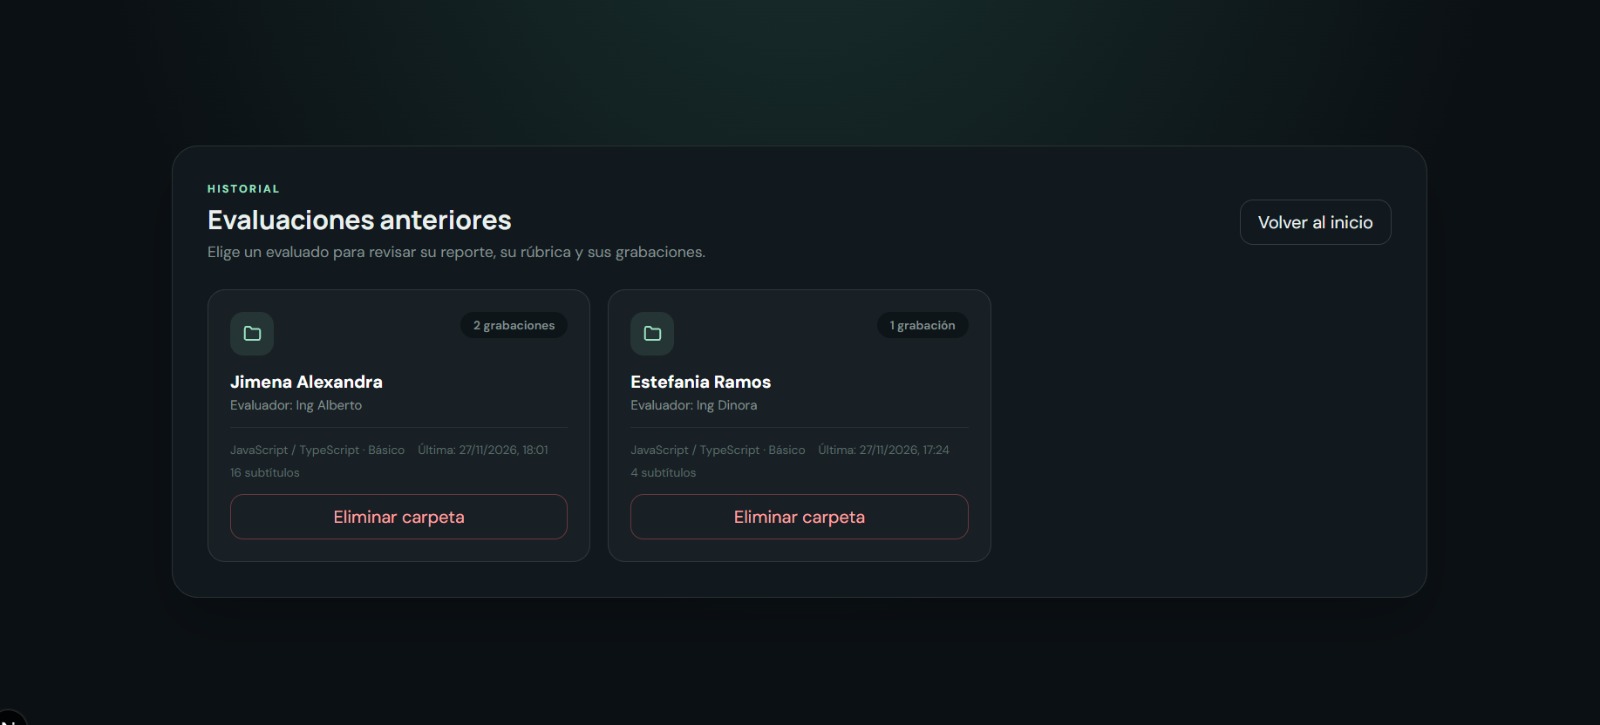 HISTORIAL
Evaluaciones anteriores
Elige un evaluado para revisar su reporte, su rúbrica y sus grabaciones.
Volver al inicio
2 grabaciones
Jimena Alexandra
Evaluador: Ing Alberto
JavaScript / TypeScript · Básico Última: 27/11/2026, 18:01
16 subtítulos
Eliminar carpeta
1 grabación
Estefania Ramos
Evaluador: Ing Dinora
JavaScript / TypeScript · Básico Última: 27/11/2026, 17:24
4 subtítulos
Eliminar carpeta